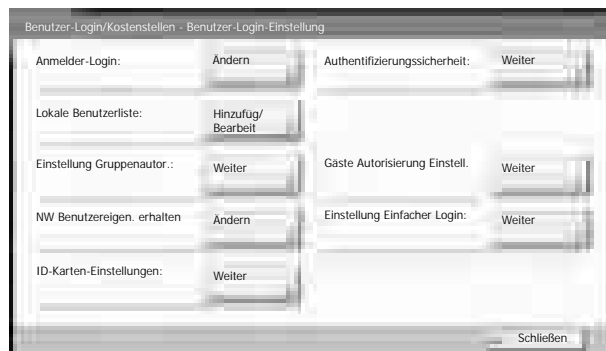 Benutzer-Login/Kostenstellen - Benutzer-Login-Einstellung
Anmelder-Login:
Ändern
Authentifizierungssicherheit:
Weiter
Lokale Benutzerliste:
Hinzufüg/
Bearbeit
Einstellung Gruppenautor.:
Weiter
Gäste Autorisierung Einstell.
Weiter
NW Benutzereigen. erhalten
Ändern
Einstellung Einfacher Login:
Weiter
ID-Karten-Einstellungen:
Weiter
Schließen